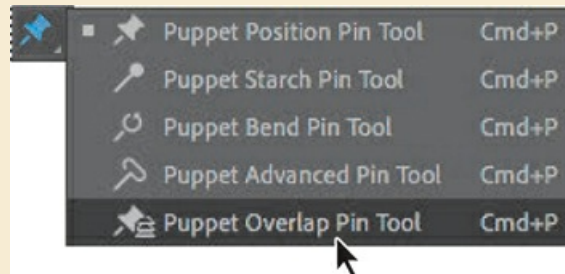 Puppet Position Pin Tool Cmd+P
Puppet Starch Pin Tool Cmd+P
Puppet Bend Pin Tool Cmd+P
Puppet Advanced Pin Tool Cmd+P
Puppet Overlap Pin Tool Cmd+P